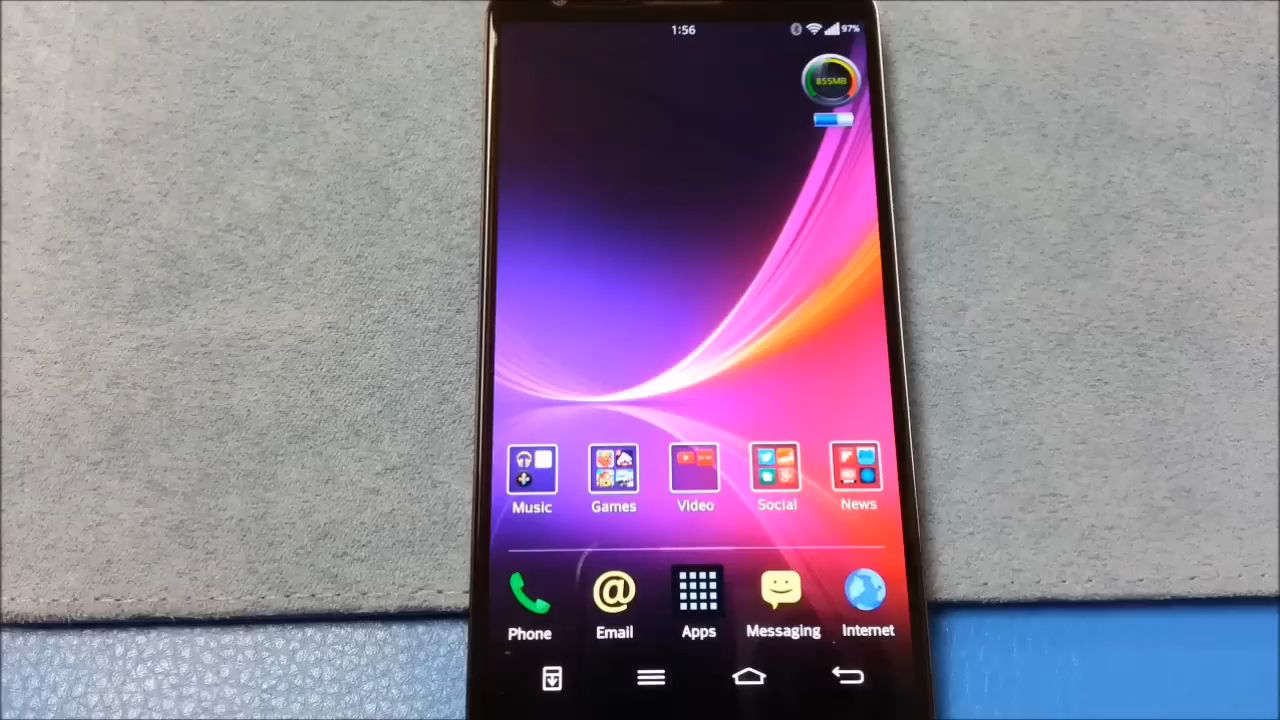 1:56
97%
855MB
Music
Games
Video
Social
News
@
Phone
Email
Apps
Messaging
Internet